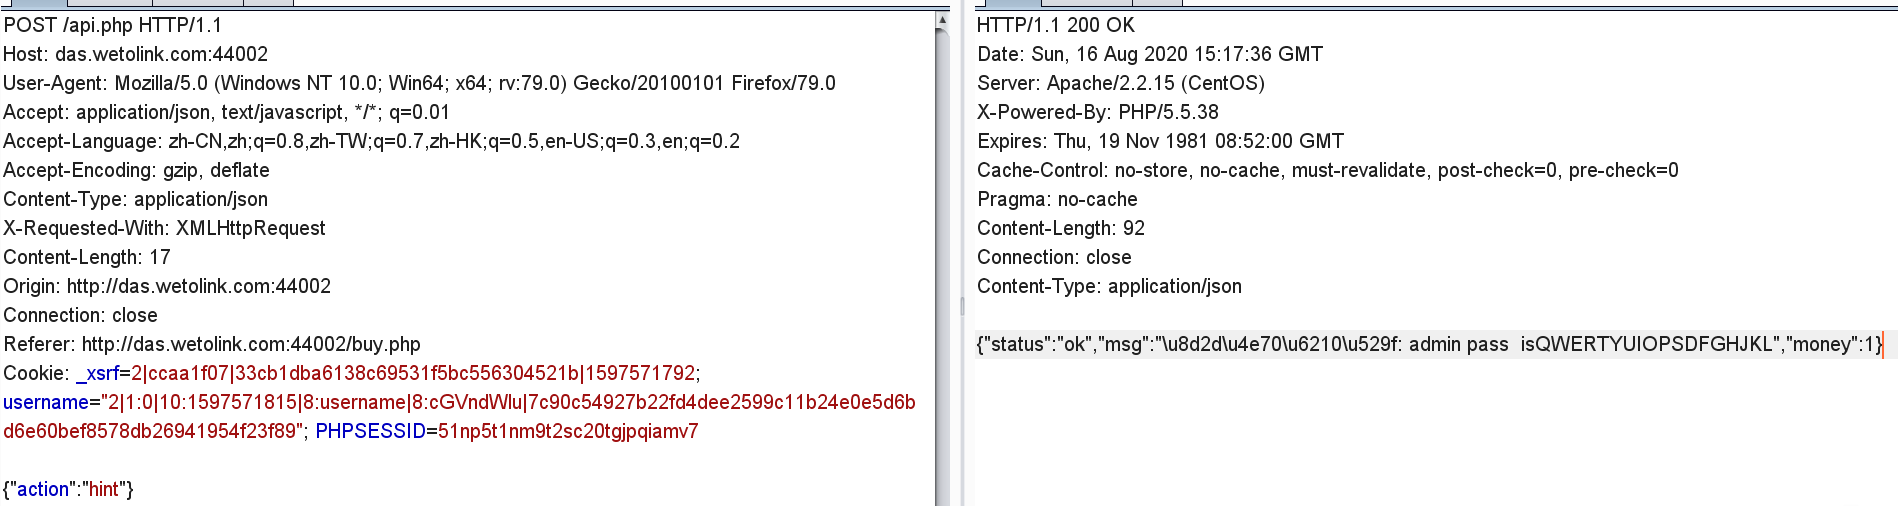 POST /api.php HTTP/1.1
Host: das.wetolink.com:44002
User-Agent: Mozilla/5.0 (Windows NT 10.0; Win64; x64; rv:79.0) Gecko/20100101 Firefox/79.0
Accept: application/json, text/javascript, */*; q=0.01
Accept-Language: zh-CN,zh;q=0.8,zh-TW;q=0.7,zh-HK;q=0.5,en-US;q=0.3,en;q=0.2
Accept-Encoding: gzip, deflate
Content-Type: application/json
X-Requested-With: XMLHttpRequest
Content-Length: 17
Origin: http://das.wetolink.com:44002
Connection: close
Referer: http://das.wetolink.com:44002/buy.php
Cookie: _xsrf=2|ccaa1f07|33cb1dba6138c69531f5bc556304521b|1597571792;
username="2|1:0|10:1597571815|8:username|8:cGVndWlu|7c90c54927b22fd4dee2599c11b24e0e5d6b
d6e60bef8578db26941954f23f89"; PHPSESSID=51np5t1nm9t2sc20tgjpqiamv7
{"action":"hint"}
HTTP/1.1 200 OK
Date: Sun, 16 Aug 2020 15:17:36 GMT
Server: Apache/2.2.15 (CentOS)
X-Powered-By: PHP/5.5.38
Expires: Thu, 19 Nov 1981 08:52:00 GMT
Cache-Control: no-store, no-cache, must-revalidate, post-check=0, pre-check=0
Pragma: no-cache
Content-Length: 92
Connection: close
Content-Type: application/json
{"status":"ok","msg":"\u8d2d\u4e70\u6210\u529f: admin pass  isQWERTYUIOPSDFGHJKL","money":1}